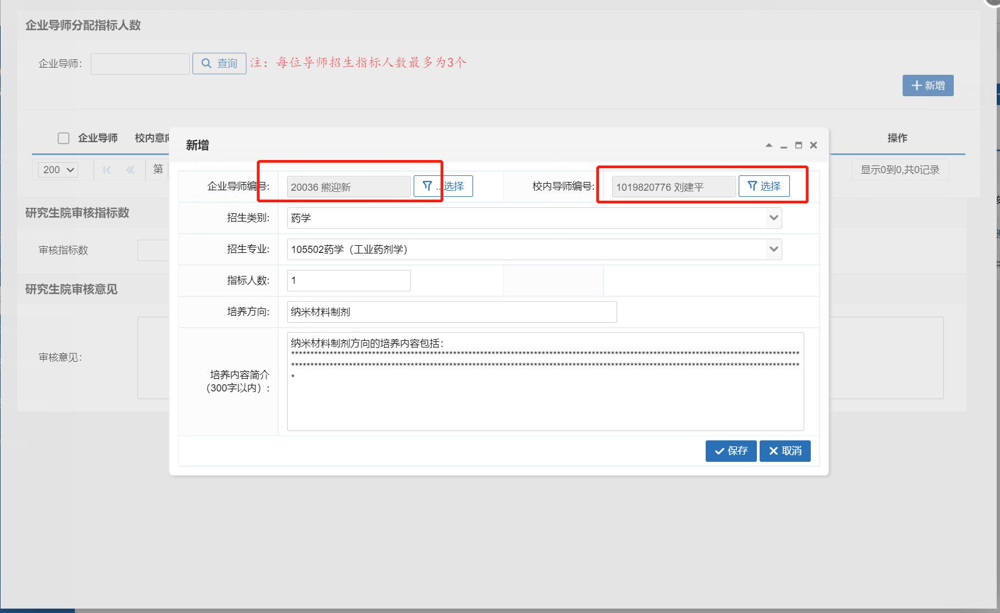 企业导师分配指标人数
企业导师： 查询 注：每位导师招生指标人数最多为3个
新增
企业导师 校内意向 操作
200 第 显示0到0,共0记录
研究生院审核指标数
审核指标数
研究生院审核意见
审核意见：
新增
企业导师编号: 20036 熊迎新 ..选择 校内导师编号: 1019820776 刘建平 选择
招生类别: 药学
招生专业: 105502药学（工业药剂学）
指标人数: 1
培养方向: 纳米材料制剂
纳米材料制剂方向的培养内容包括：
培养内容简介
（300字以内）:
保存 取消